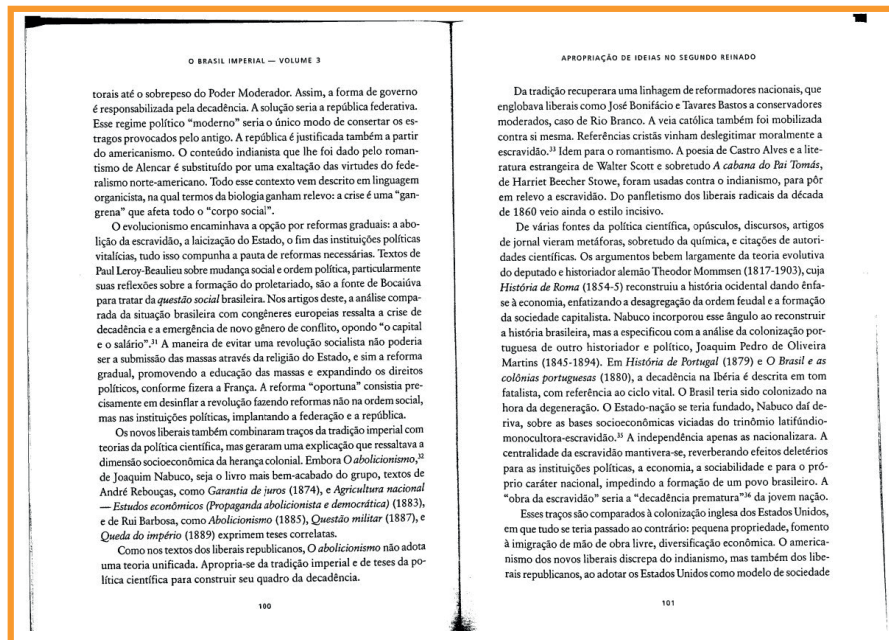 O BRASIL IMPERIAL — VOLUME 3
torais até o sobrepeso do Poder Moderador. Assim, a forma de governo
é responsabilizada pela decadência. A solução seria a república federativa.
Esse regime político “moderno” seria o único modo de consertar os es-
tragos provocados pelo antigo. A república é justificada também a partir
do americanismo. O conteúdo indianista que lhe foi dado pelo roman-
tismo de Alencar é substituído por uma exaltação das virtudes do fede-
ralismo norte-americano. Todo esse contexto vem descrito em linguagem
organicista, na qual termos da biologia ganham relevo: a crise é uma “gan-
grena” que afeta todo o “corpo social”.
O evolucionismo encaminhava a opção por reformas graduais: a abo-
lição da escravidão, a laicização do Estado, o fim das instituições políticas
vitalícias, tudo isso compunha a pauta de reformas necessárias. Textos de
Paul Leroy-Beaulieu sobre mudança social e ordem política, particularmente
suas reflexões sobre a formação do proletariado, são a fonte de Bocaiúva
para tratar da questão social brasileira. Nos artigos deste, a análise compa-
rada da situação brasileira com congêneres europeias ressalta a crise de
decadência e a emergência de novo gênero de conflito, opondo “o capital
e o salário”.³¹ A maneira de evitar uma revolução socialista não poderia
ser a submissão das massas através da religião do Estado, e sim a reforma
gradual, promovendo a educação das massas e expandindo os direitos
políticos, conforme fizera a França. A reforma “oportuna” consistia pre-
cisamente em desinflar a revolução fazendo reformas não na ordem social,
mas nas instituições políticas, implantando a federação e a república.
Os novos liberais também combinaram traços da tradição imperial com
teorias da política científica, mas geraram uma explicação que ressaltava a
dimensão socioeconômica da herança colonial. Embora O abolicionismo,³²
de Joaquim Nabuco, seja o livro mais bem-acabado do grupo, textos de
André Rebouças, como Garantia de juros (1874), e Agricultura nacional
— Estudos econômicos (Propaganda abolicionista e democrática) (1883),
e de Rui Barbosa, como Abolicionismo (1885), Questão militar (1887), e
Queda do império (1889) exprimem teses correlatas.
Como nos textos dos liberais republicanos, O abolicionismo não adota
uma teoria unificada. Apropria-se da tradição imperial e de teses da po-
lítica científica para construir seu quadro da decadência.
100
APROPRIAÇÃO DE IDEIAS NO SEGUNDO REINADO
Da tradição recuperara uma linhagem de reformadores nacionais, que
englobava liberais como José Bonifácio e Tavares Bastos a conservadores
moderados, caso de Rio Branco. A veia católica também foi mobilizada
contra si mesma. Referências cristãs vinham deslegitimar moralmente a
escravidão.³³ Idem para o romantismo. A poesia de Castro Alves e a lite-
ratura estrangeira de Walter Scott e sobretudo A cabana do Pai Tomás,
de Harriet Beecher Stowe, foram usadas contra o indianismo, para pôr
em relevo a escravidão. Do panfletismo dos liberais radicais da década
de 1860 veio ainda o estilo incisivo.
De várias fontes da política científica, opúsculos, discursos, artigos
de jornal vieram metáforas, sobretudo da química, e citações de autori-
dades científicas. Os argumentos bebem largamente da teoria evolutiva
do deputado e historiador alemão Theodor Mommsen (1817-1903), cuja
História de Roma (1854-5) reconstruiu a história ocidental dando ênfa-
se à economia, enfatizando a desagregação da ordem feudal e a formação
da sociedade capitalista. Nabuco incorporou esse ângulo ao reconstruir
a história brasileira, mas a especificou com a análise da colonização por-
tuguesa de outro historiador e político, Joaquim Pedro de Oliveira
Martins (1845-1894). Em História de Portugal (1879) e O Brasil e as
colônias portuguesas (1880), a decadência na Ibéria é descrita em tom
fatalista, com referência ao ciclo vital. O Brasil teria sido colonizado na
hora da degeneração. O Estado-nação se teria fundado, Nabuco daí de-
riva, sobre as bases socioeconômicas viciadas do trinômio latifúndio-
monocultora-escravidão.³⁵ A independência apenas as nacionalizara. A
centralidade da escravidão mantivera-se, reverberando efeitos deletérios
para as instituições políticas, a economia, a sociabilidade e para o pró-
prio caráter nacional, impedindo a formação de um povo brasileiro. A
“obra da escravidão” seria a “decadência prematura”³⁶ da jovem nação.
Esses traços são comparados à colonização inglesa dos Estados Unidos,
em que tudo se teria passado ao contrário: pequena propriedade, fomento
à imigração de mão de obra livre, diversificação econômica. O america-
nismo dos novos liberais discrepa do indianismo, mas também dos libe-
rais republicanos, ao adotar os Estados Unidos como modelo de sociedade
101